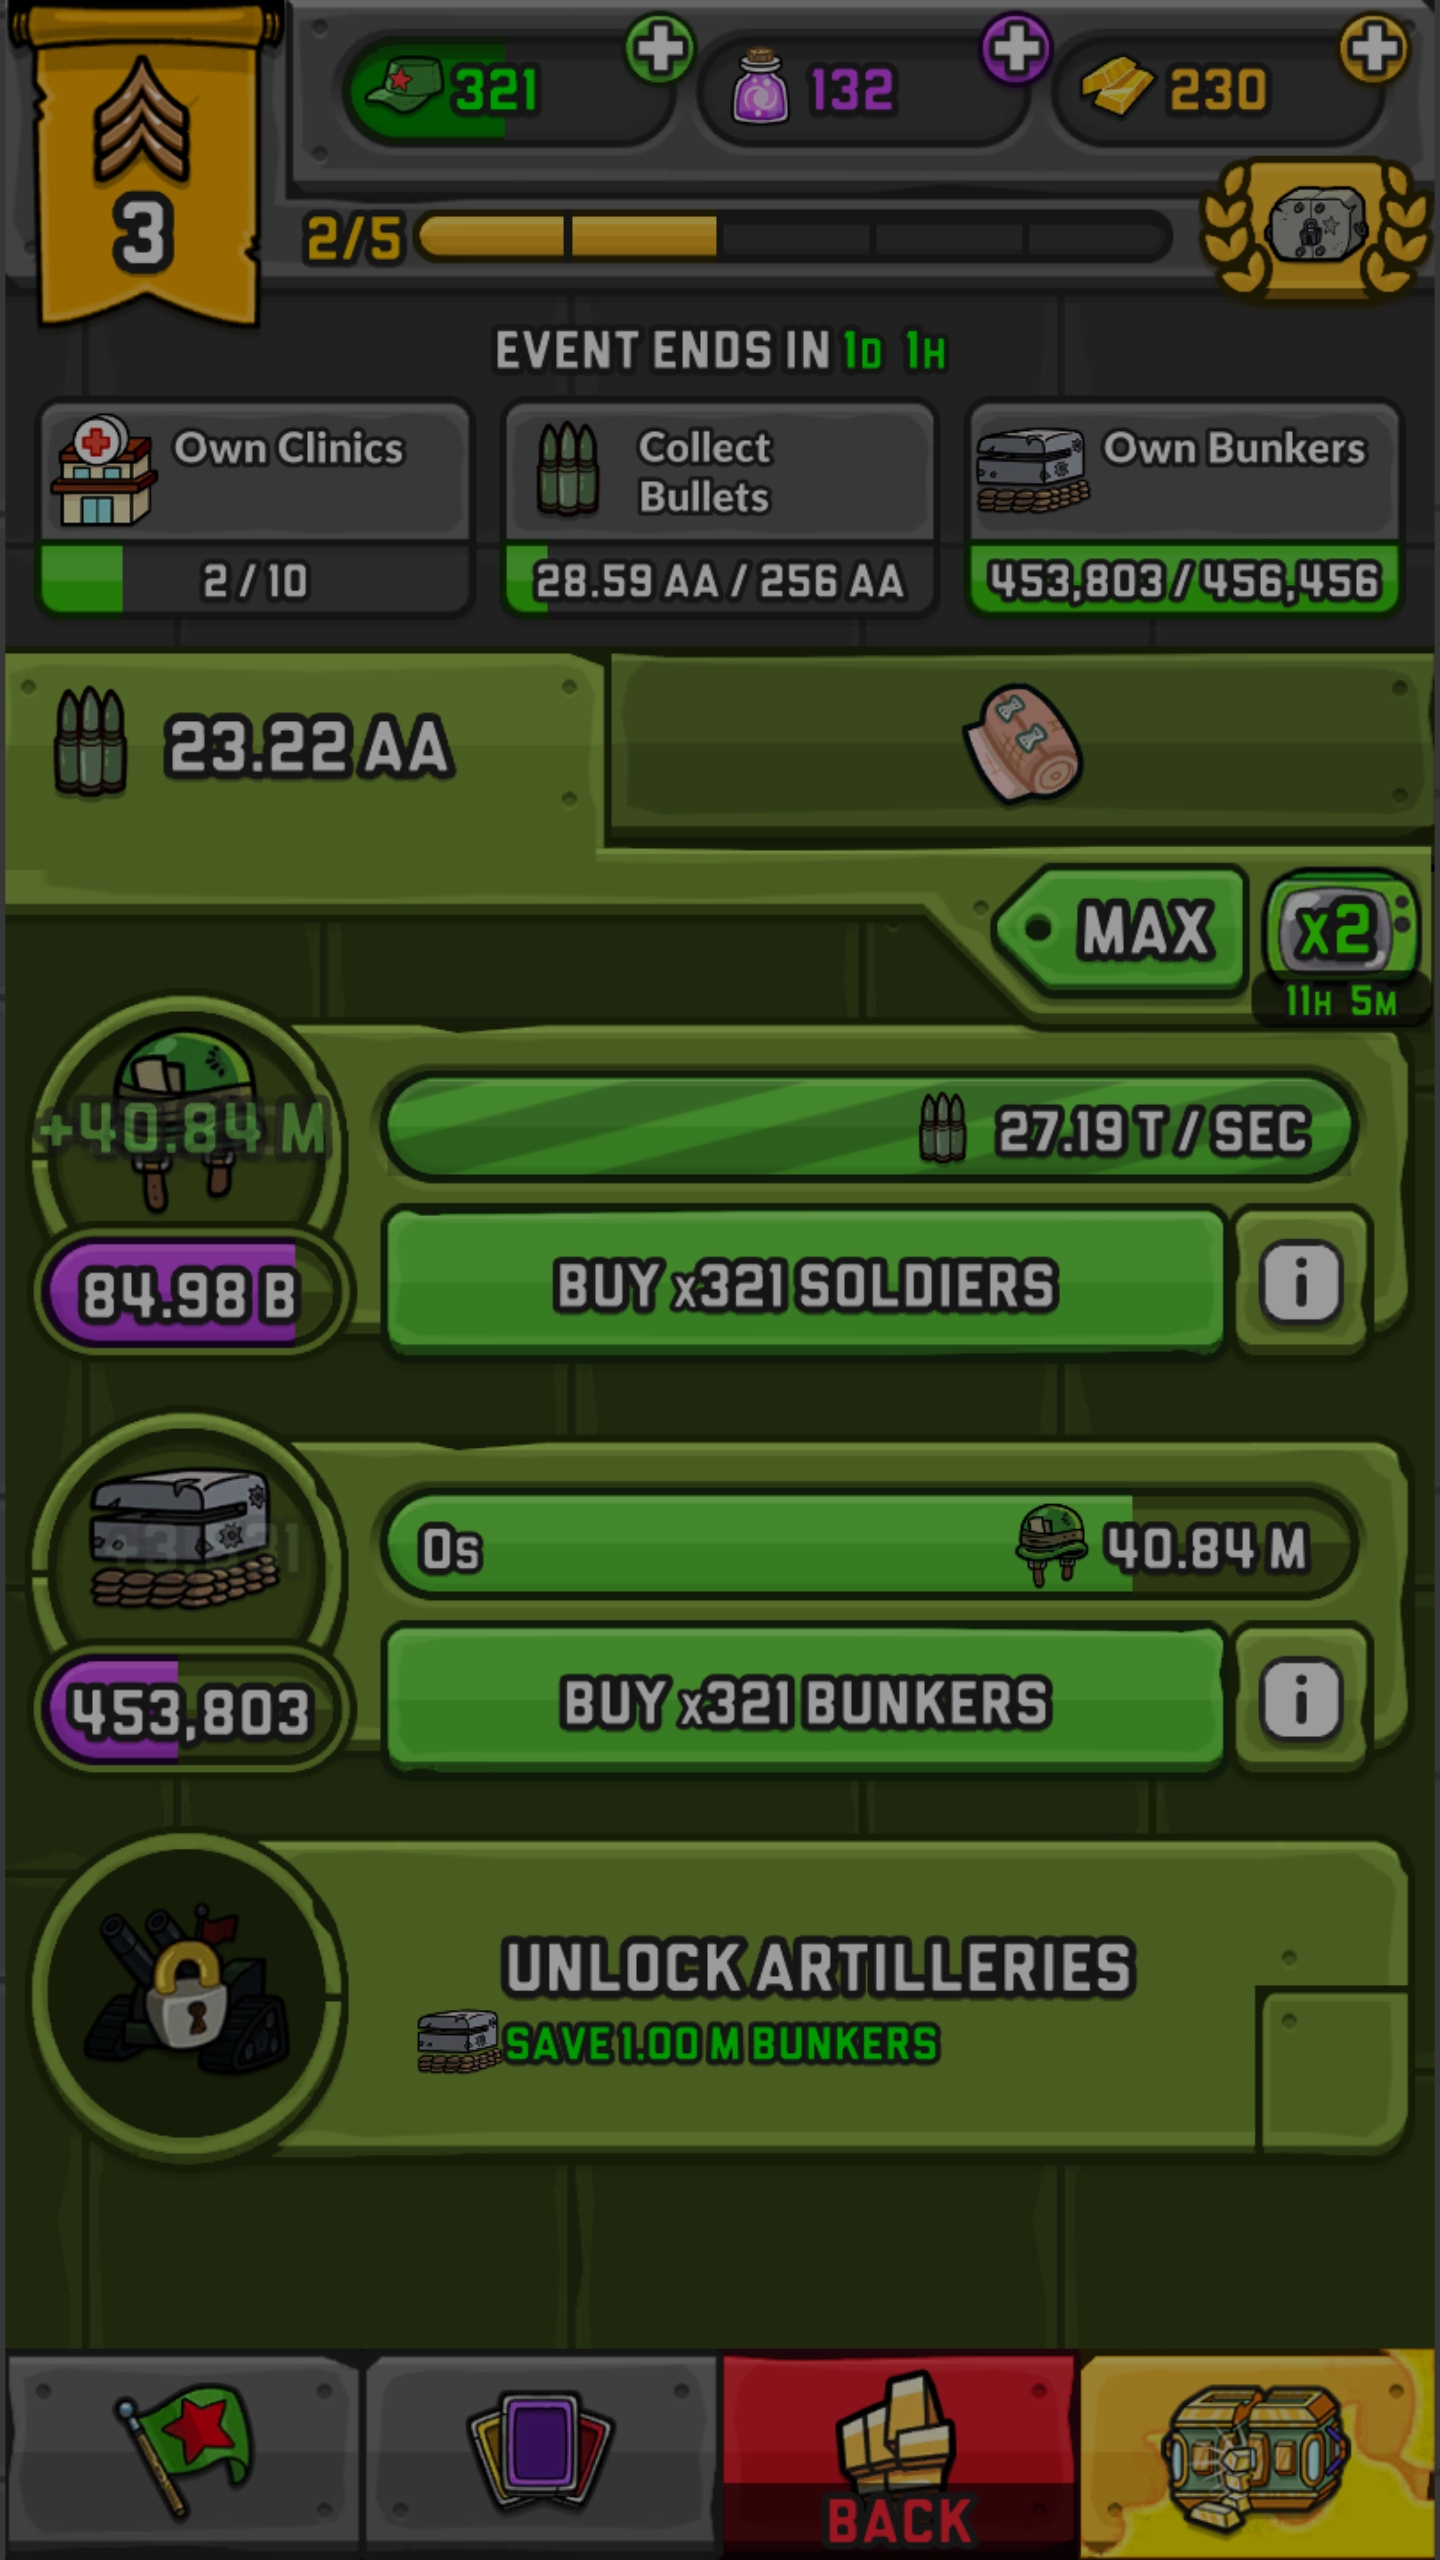 321
132
230
3
2/5
EVENT ENDS IN 1D 1H
Own Clinics
2 / 10
Collect
Bullets
28.59 AA / 256 AA
Own Bunkers
453,803 / 456,456
23.22 AA
MAX
x2
11H 5M
+40.84 M
27.19 T / SEC
84.98 B
BUY x321 SOLDIERS
i
0s
40.84 M
453,803
BUY x321 BUNKERS
i
UNLOCK ARTILLERIES
SAVE 1.00 M BUNKERS
BACK